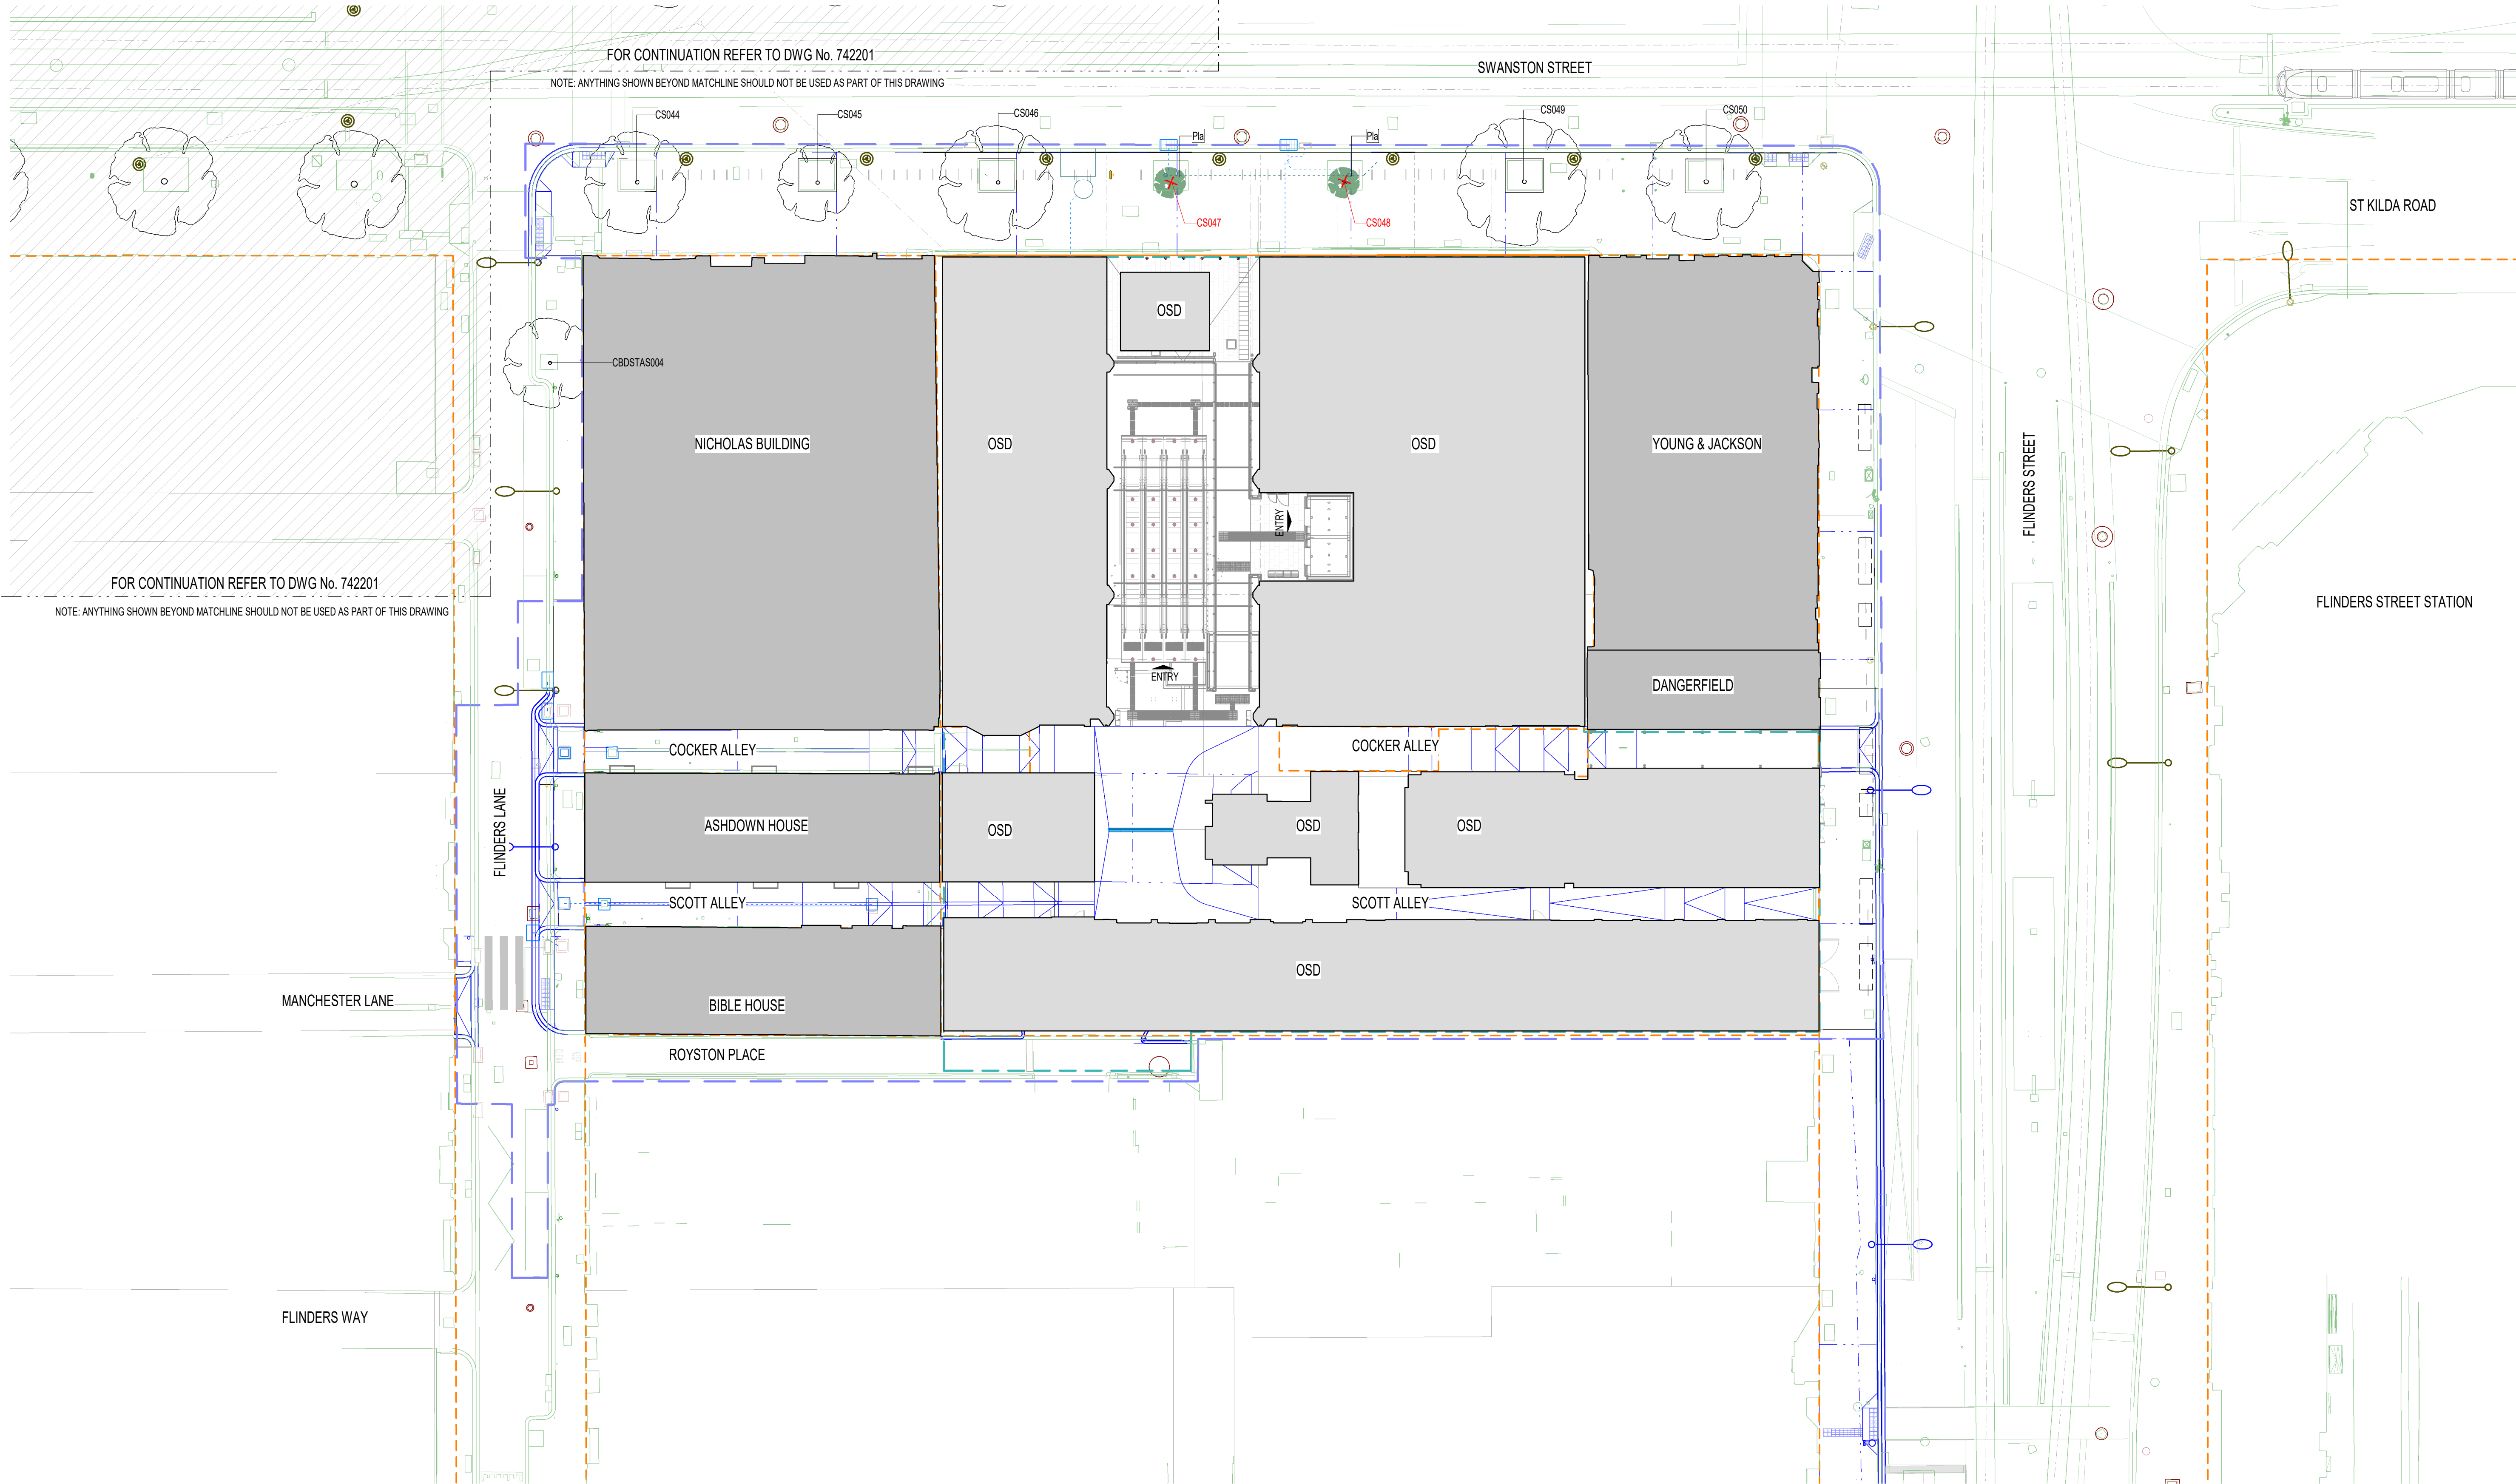 FOR CONTINUATION REFER TO DWG No. 742201
SWANSTON STREET
NOTE: ANYTHING SHOWN BEYOND MATCHLINE SHOULD NOT BE USED AS PART OF THIS DRAWING
CS044
CS045
CS046
CS049
CS050
Pla
Pla
ST KILDA ROAD
CS047
CS048
OSD
CBDSTAS004
NICHOLAS BUILDING
OSD
OSD
YOUNG & JACKSON
FLINDERS STREET
ENTRY
FOR CONTINUATION REFER TO DWG No. 742201
NOTE: ANYTHING SHOWN BEYOND MATCHLINE SHOULD NOT BE USED AS PART OF THIS DRAWING
FLINDERS STREET STATION
ENTRY
DANGERFIELD
COCKER ALLEY
COCKER ALLEY
FLINDERS LANE
ASHDOWN HOUSE
OSD
OSD
OSD
SCOTT ALLEY
SCOTT ALLEY
OSD
MANCHESTER LANE
BIBLE HOUSE
ROYSTON PLACE
FLINDERS WAY